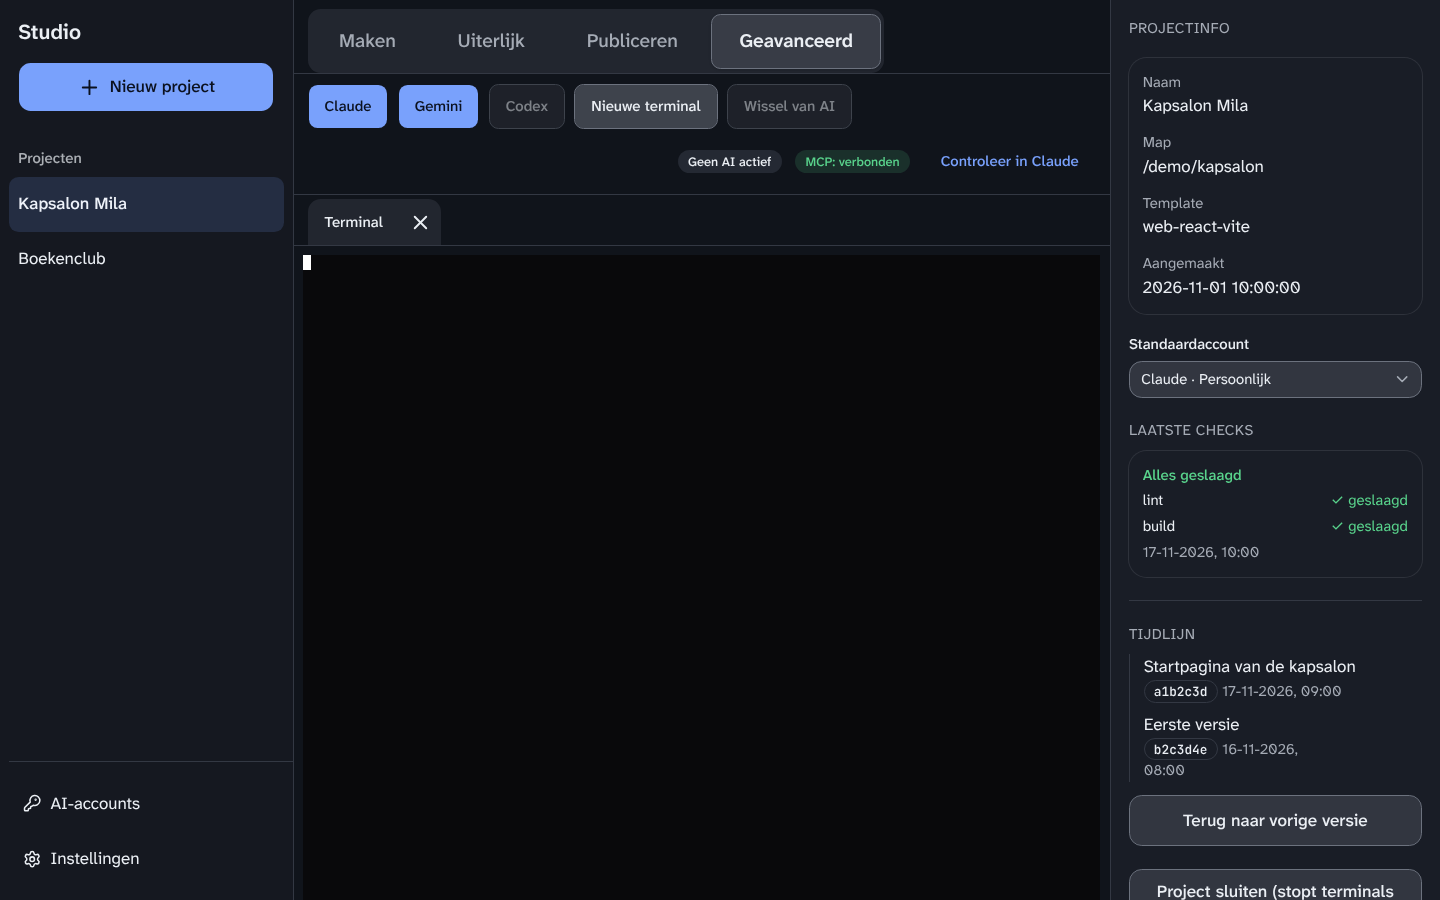 Studio
Nieuw project
Projecten
Kapsalon Mila
Boekenclub
AI-accounts
Instellingen
Maken
Uiterlijk
Publiceren
Geavanceerd
Claude
Gemini
Codex
Nieuwe terminal
Wissel van AI
Geen AI actief
MCP: verbonden
Controleer in Claude
Terminal
PROJECTINFO
Naam
Kapsalon Mila
Map
/demo/kapsalon
Template
web-react-vite
Aangemaakt
2026-11-01 10:00:00
Standaardaccount
Claude · Persoonlijk
LAATSTE CHECKS
Alles geslaagd
lint ✓ geslaagd
build ✓ geslaagd
17-11-2026, 10:00
TIJDLIJN
Startpagina van de kapsalon
a1b2c3d 17-11-2026, 09:00
Eerste versie
b2c3d4e 16-11-2026,
08:00
Terug naar vorige versie
Project sluiten (stopt terminals